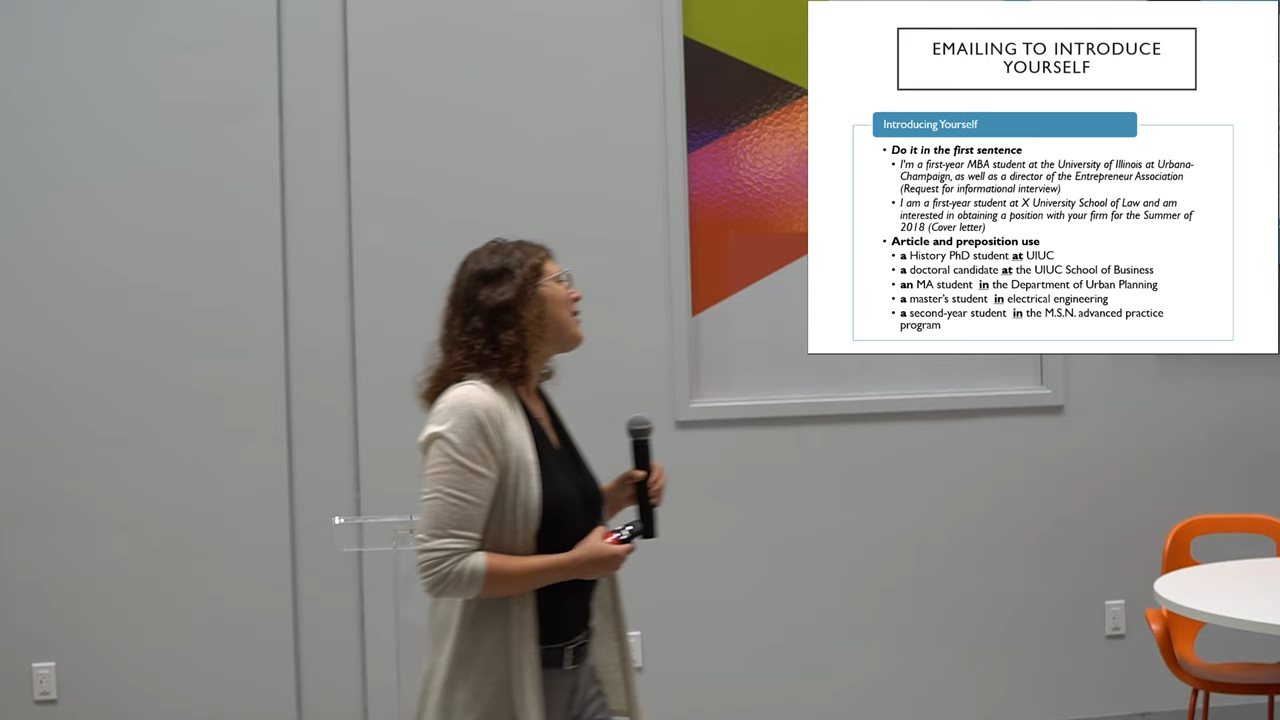 EMAILING TO INTRODUCE
YOURSELF
Introducing Yourself
• Do it in the first sentence
• I'm a first-year MBA student at the University of Illinois at Urbana-
Champaign, as well as a director of the Entrepreneur Association
(Request for informational interview)
• I am a first-year student at X University School of Law and am
interested in obtaining a position with your firm for the Summer of
2018 (Cover letter)
• Article and preposition use
• a History PhD student at UIUC
• a doctoral candidate at the UIUC School of Business
• an MA student in the Department of Urban Planning
• a master's student in electrical engineering
• a second-year student in the M.S.N. advanced practice
program